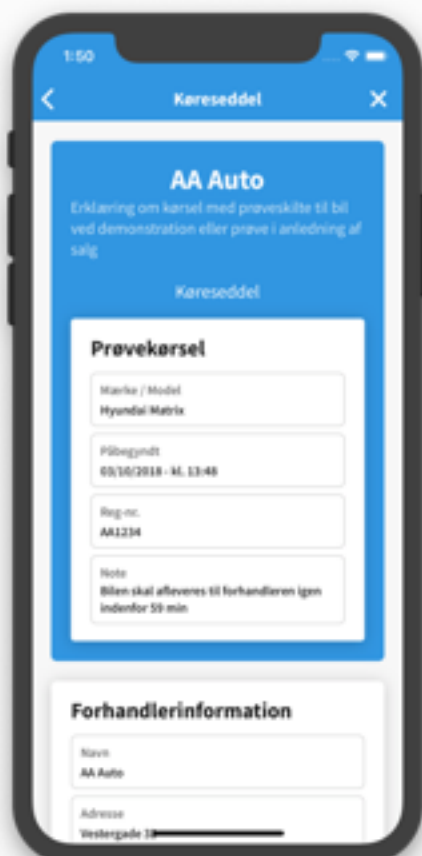 1:50
Køreseddel
AA Auto
Erklæring om kørsel med prøveskilte til bil
ved demonstration eller prøve i anledning af
salg
Køreseddel
Prøvekørsel
Mærke / Model
Hyundai Matrix
Påbegyndt
03/10/2018 - kl. 13:48
Reg-nr.
AA1234
Note
Bilen skal afleveres til forhandleren igen
indenfor 59 min
Forhandlerinformation
Navn
AA Auto
Adresse
Vestergade